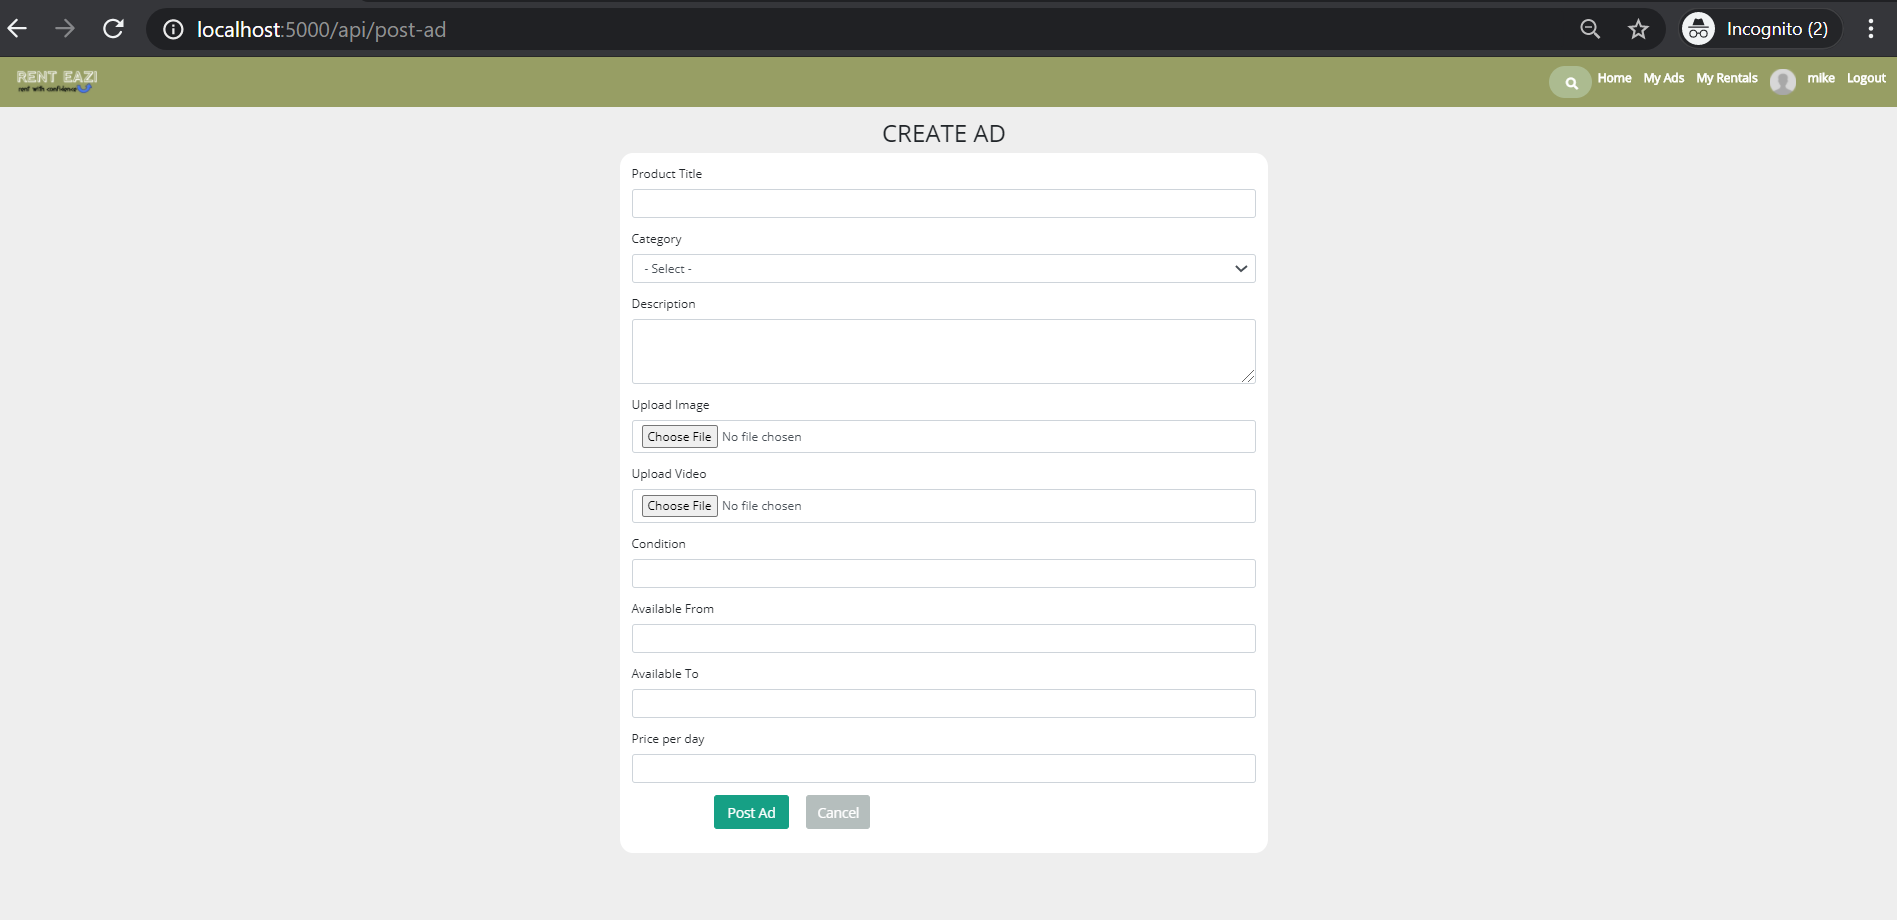 localhost:5000/api/post-ad
Incognito (2)
RENT EAZI
rent with confidence
Home My Ads My Rentals mike Logout
CREATE AD
Product Title
Category
- Select -
Description
Upload Image
Choose File No file chosen
Upload Video
Choose File No file chosen
Condition
Available From
Available To
Price per day
Post Ad Cancel